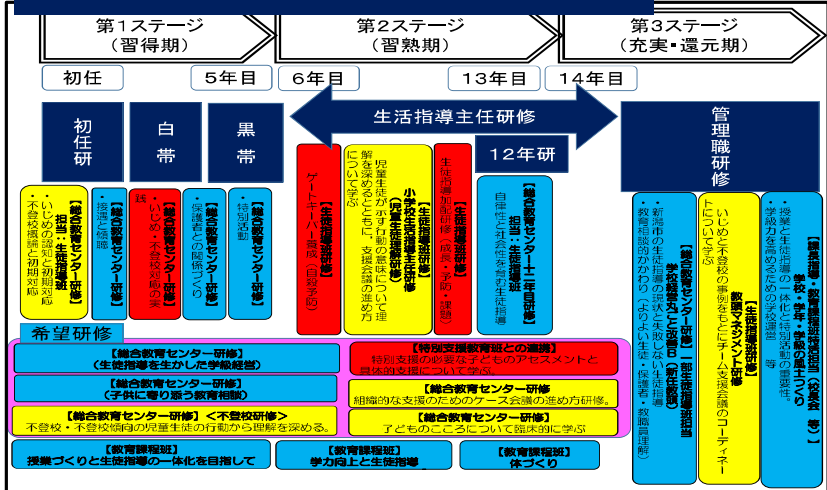 第1ステージ
(習得期)
第2ステージ
(習熟期)
第3ステージ
(充実・還元期)
初任
5年目
6年目
13年目
14年目
初任研
白帯
黒帯
生活指導主任研修
12年研
管理職研修
【総合教育センター研修】
担当：生徒指導班
・いじめの認知と初期対応
・不登校概論と初期対応
【総合教育センター研修】
・接遇と傾聴
【総合教育センター研修】
・いじめ・不登校対応の実践
【総合教育センター研修】
・保護者との関係づくり
【総合教育センター研修】
・特別活動
【生徒指導班研修】
ゲートキーパー養成（自殺予防）
【生徒指導班研修】
小学校生活指導主任研修
（児童生徒理解研修）
児童生徒が示す行動の意味について理
解を深めるとともに，支援会議の進め方
について学ぶ
【生徒指導班研修】
生徒指導加配研修（成長・予防・課題）
【総合教育センター十二年目研修】
担当：生徒指導班
自律性と社会性を育む生徒指導
【総合教育センター研修】一部生徒指導班担当
学校経営丸ごと改善Ⅱ（新任教頭）
・新潟市の生徒指導の現状と失敗しない生徒指導
・教育相談的かかわり（よりよい生徒・保護者・教職員理解）
【生徒指導班研修】
教頭マネジメント研修
いじめと不登校の事例をもとにチーム支援会議のコーディネー
トについて学ぶ
【課長指導・教育課程班研究担当】（校長会　等）
学校・学年・学級の風土づくり
・授業と生徒指導の一体化と特別活動の重要性。
・学級力を高めるための学校運営　等
希望研修
【総合教育センター研修】
（生徒指導を生かした学級経営）
【総合教育センター研修】
（子供に寄り添う教育相談）
【総合教育センター研修】＜不登校研修＞
不登校・不登校傾向の児童生徒の行動から理解を深める。
【特別支援教育班との連携】
特別支援の必要な子どものアセスメントと
具体的支援について学ぶ。
【総合教育センター研修
組織的な支援のためのケース会議の進め方研修。
【総合教育センター研修】
子どものこころについて臨床的に学ぶ
【教育課程班】
授業づくりと生徒指導の一体化を目指して
【教育課程班】
学力向上と生徒指導
【教育課程班】
体づくり